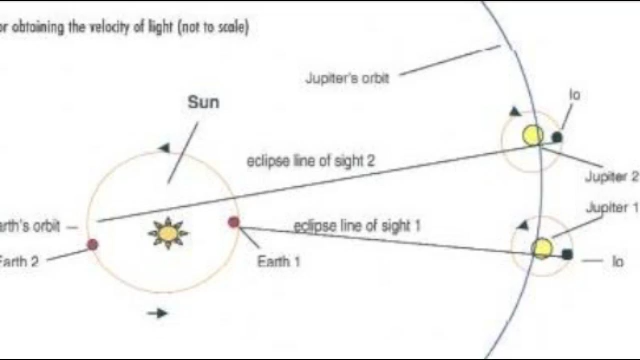 or obtaining the velocity of light (not to scale)
Jupiter's orbit
Io
Sun
eclipse line of sight 2
Jupiter 2
Jupiter 1
arth's orbit
eclipse line of sight 1
Earth 2
Earth 1
Io